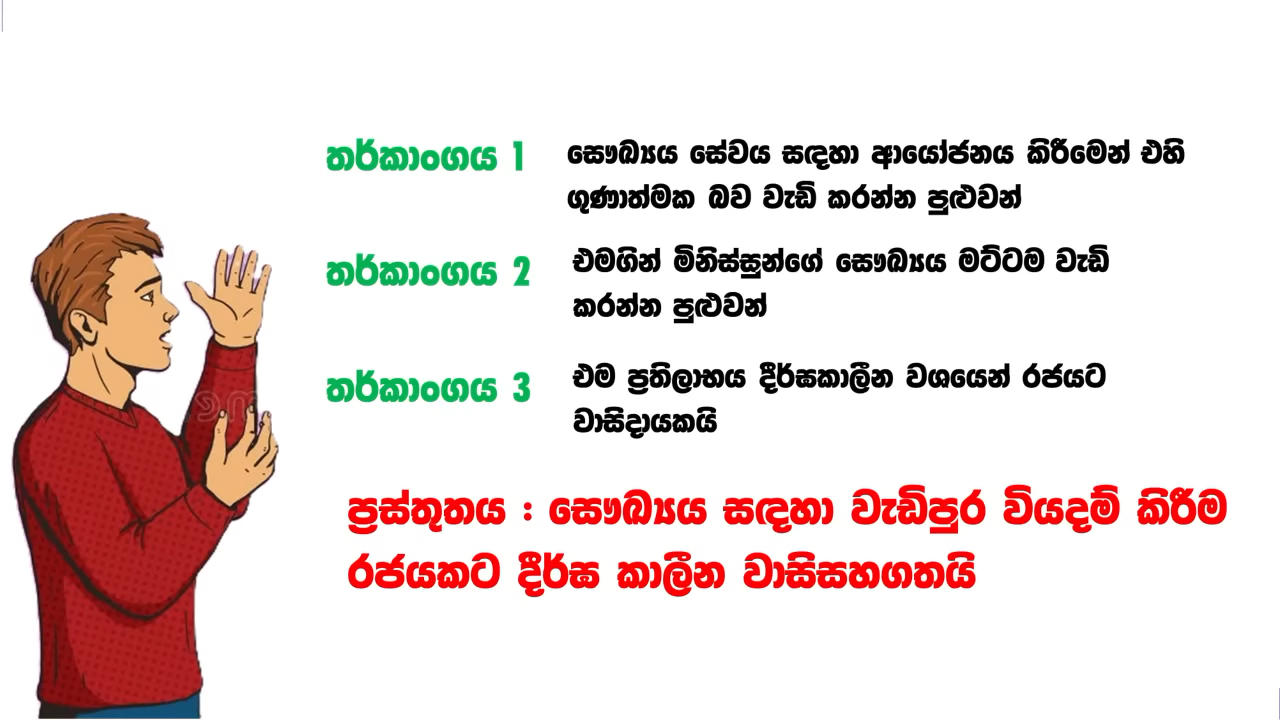 තර්කාංගය 1 සෞඛ්‍යය සේවය සඳහා ආයෝජනය කිරීමෙන් එහි
ගුණාත්මක බව වැඩි කරන්න පුළුවන්
තර්කාංගය 2 එමගින් මිනිස්සුන්ගේ සෞඛ්‍යය මට්ටම වැඩි
කරන්න පුළුවන්
තර්කාංගය 3 එම ප්‍රතිලාභය දීර්ඝකාලීන වශයෙන් රජයට
වාසිදායකයි
ප්‍රස්තුතය : සෞඛ්‍යය සඳහා වැඩිපුර වියදම් කිරීම
රජයකට දීර්ඝ කාලීන වාසිසහගතයි